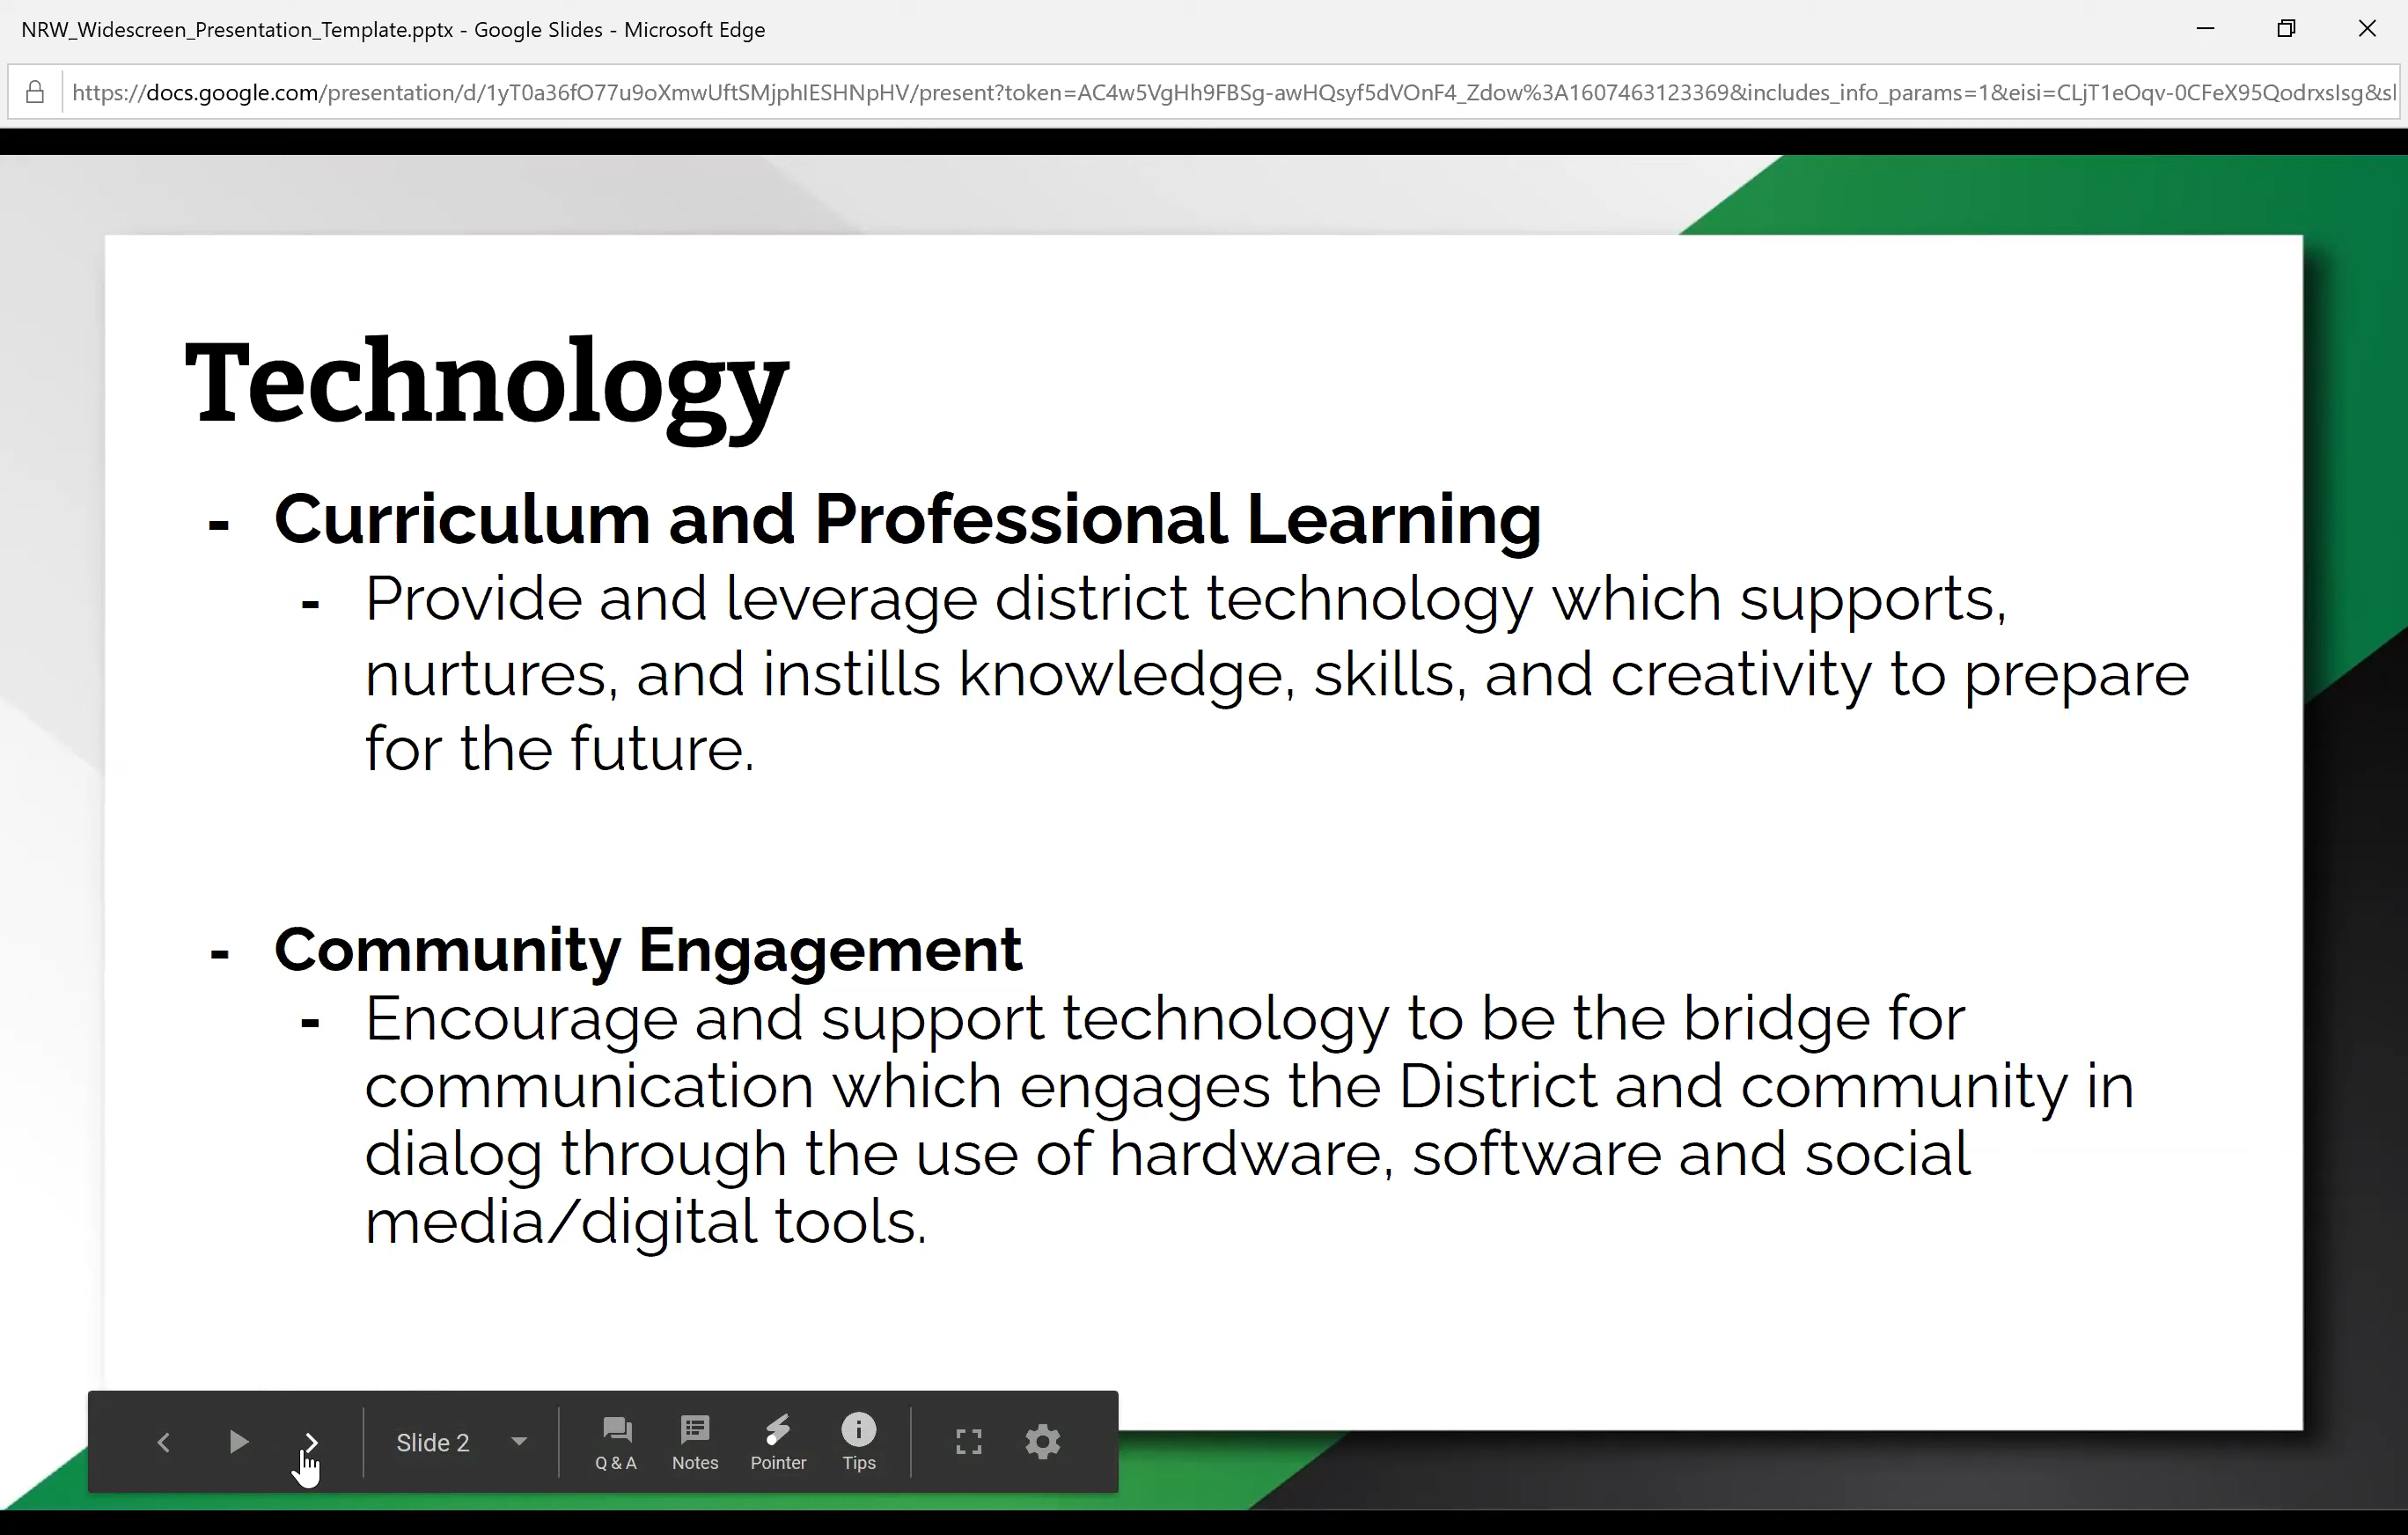 NRW_Widescreen_Presentation_Template.pptx - Google Slides - Microsoft Edge
https://docs.google.com/presentation/d/1yT0a36fO77u9oXmwUftSMjphIESHNpHV/present?token=AC4w5VgHh9FBSg-awHQsyf5dVOnF4_Zdow%3A1607463123369&includes_info_params=1&eisi=CLjT1eOqv-0CFeX95QodrxsIsg&sl
Technology
- Curriculum and Professional Learning
- Provide and leverage district technology which supports,
nurtures, and instills knowledge, skills, and creativity to prepare
for the future.
- Community Engagement
- Encourage and support technology to be the bridge for
communication which engages the District and community in
dialog through the use of hardware, software and social
media/digital tools.
Slide 2
Q & A Notes Pointer Tips